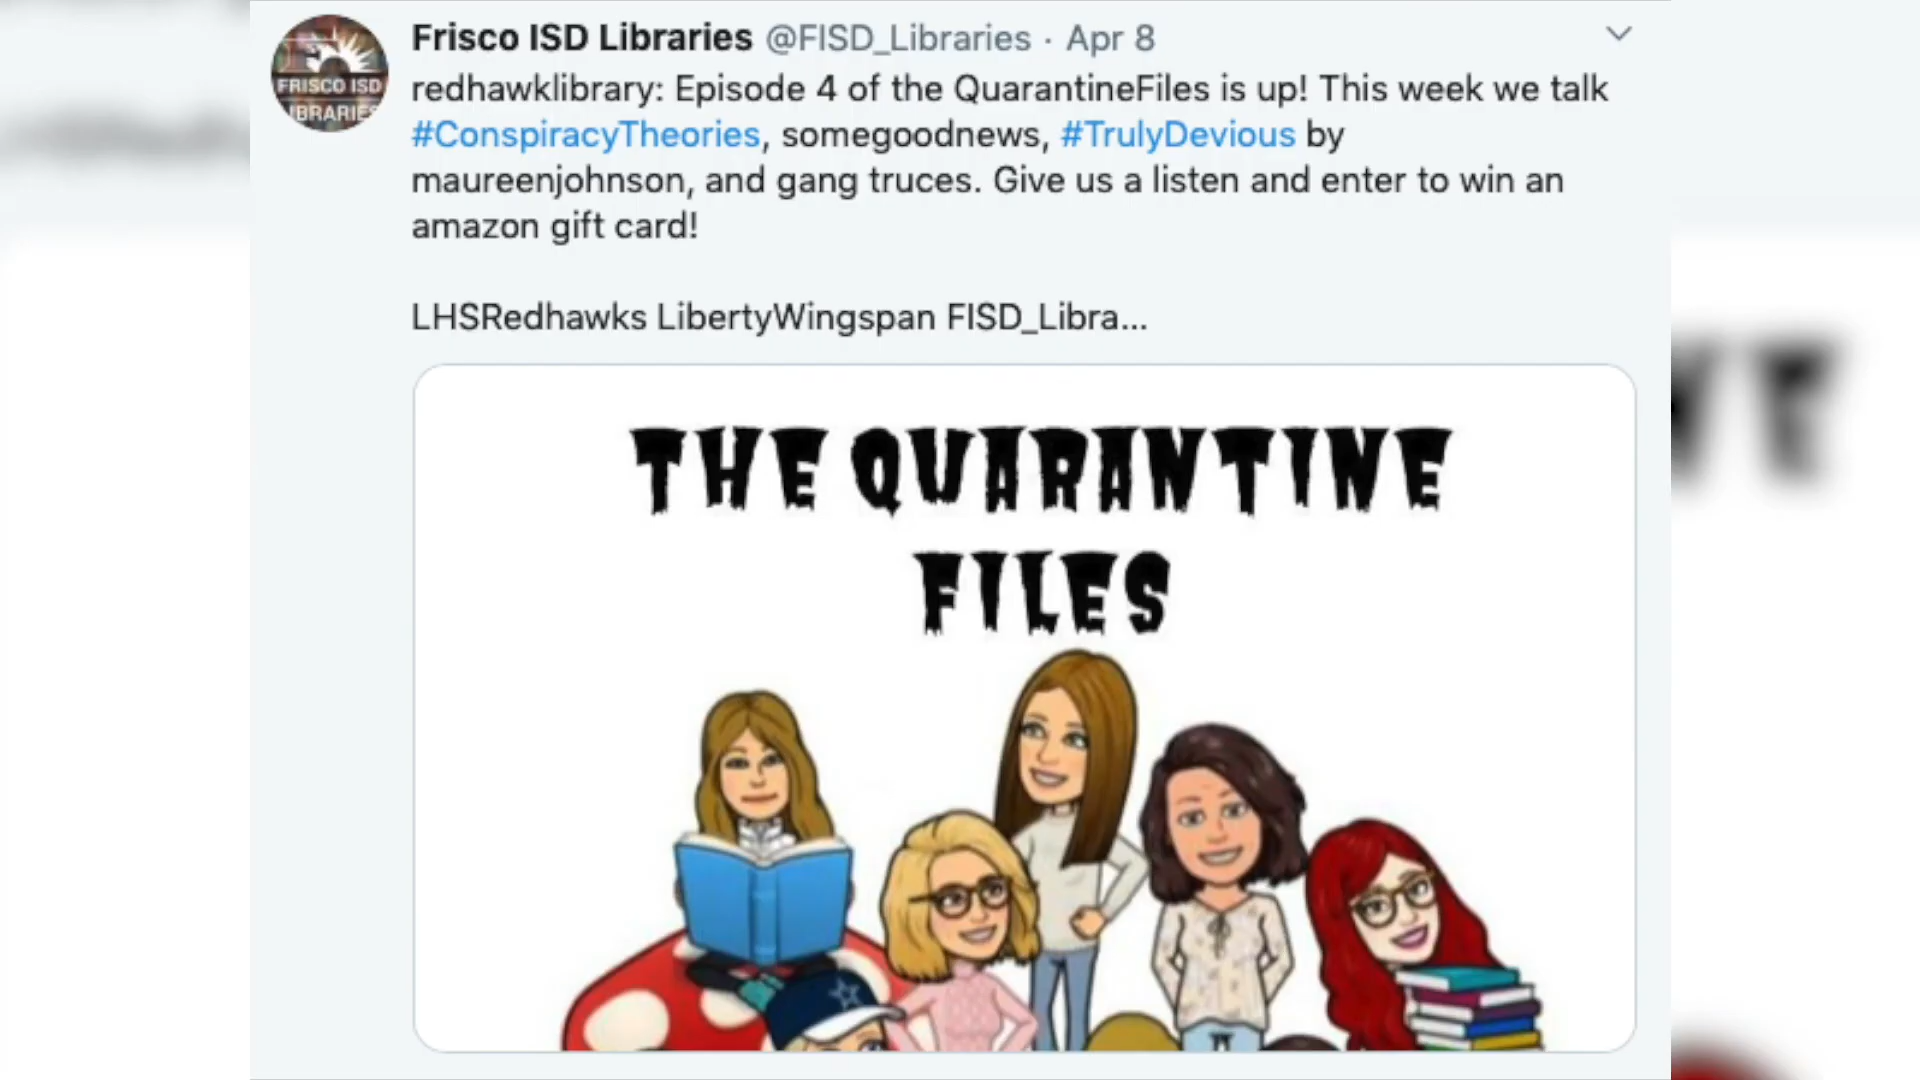 Frisco ISD Libraries @FISD_Libraries · Apr 8
redhawklibrary: Episode 4 of the QuarantineFiles is up! This week we talk
#ConspiracyTheories, somegoodnews, #TrulyDevious by
maureenjohnson, and gang truces. Give us a listen and enter to win an
amazon gift card!
LHSRedhawks LibertyWingspan FISD_Libra...
FRISCO ISD
LIBRARIES
THE QUARANTINE
FILES